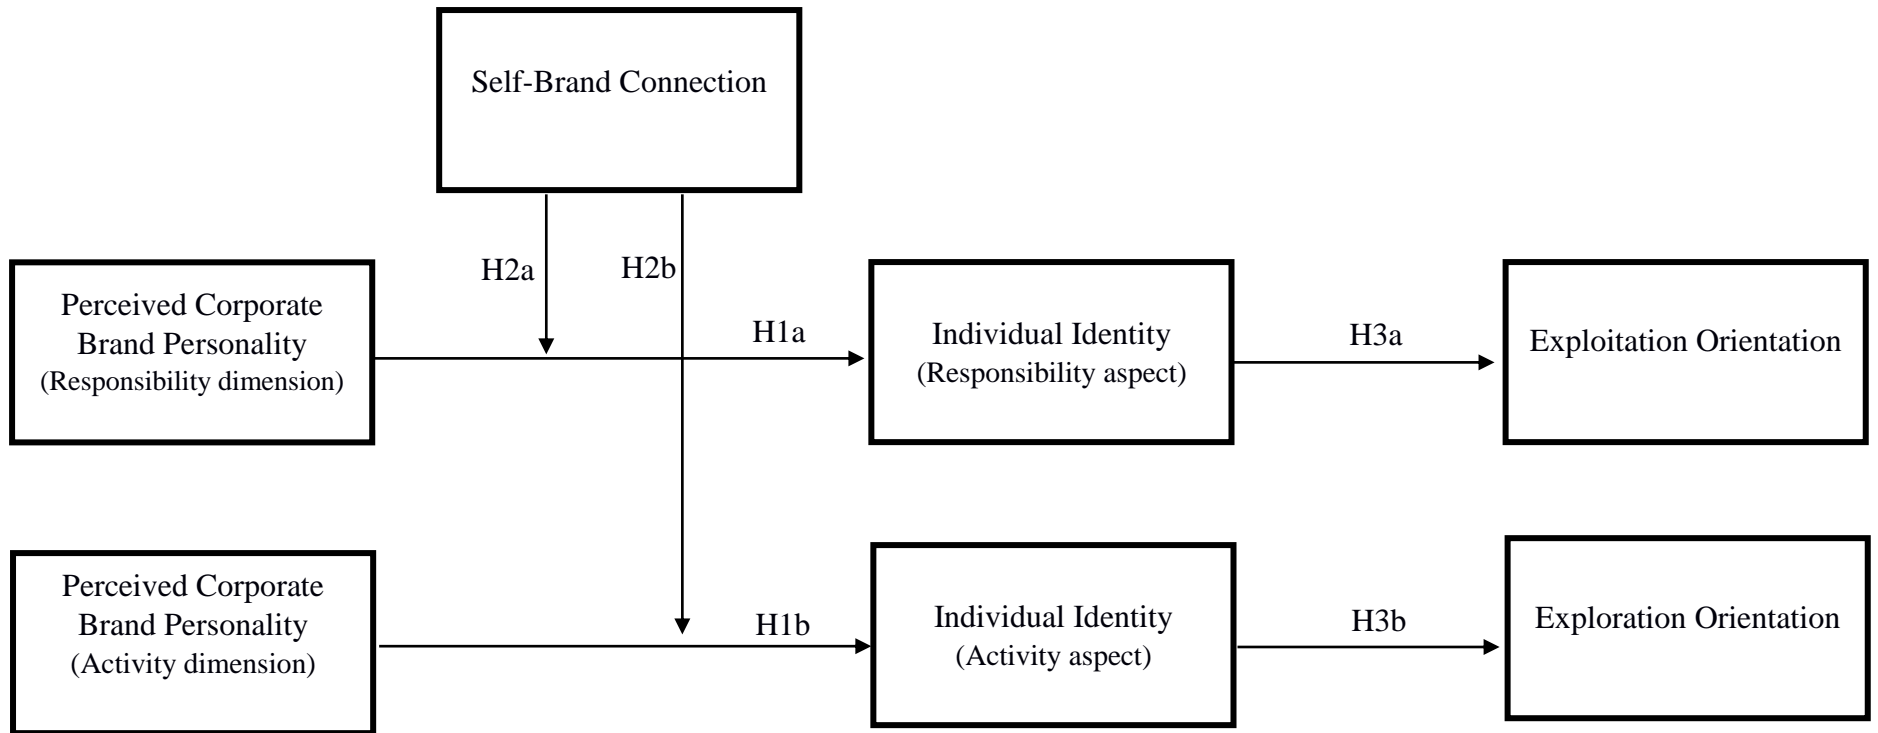 Self-Brand Connection
H2a
H2b
Perceived Corporate
Brand Personality
(Responsibility dimension)
H1a
Individual Identity
(Responsibility aspect)
H3a
Exploitation Orientation
Perceived Corporate
Brand Personality
(Activity dimension)
H1b
Individual Identity
(Activity aspect)
H3b
Exploration Orientation